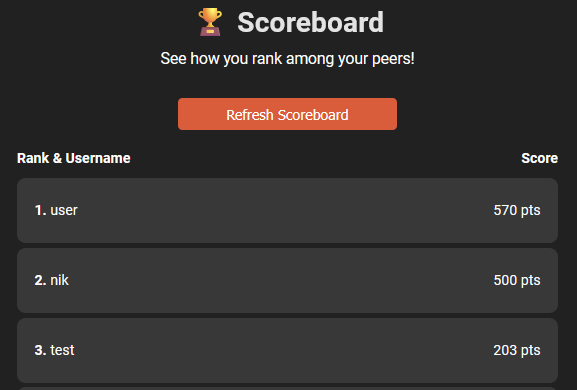 🏆 Scoreboard
See how you rank among your peers!
Refresh Scoreboard
Rank & Username Score
1. user 570 pts
2. nik 500 pts
3. test 203 pts